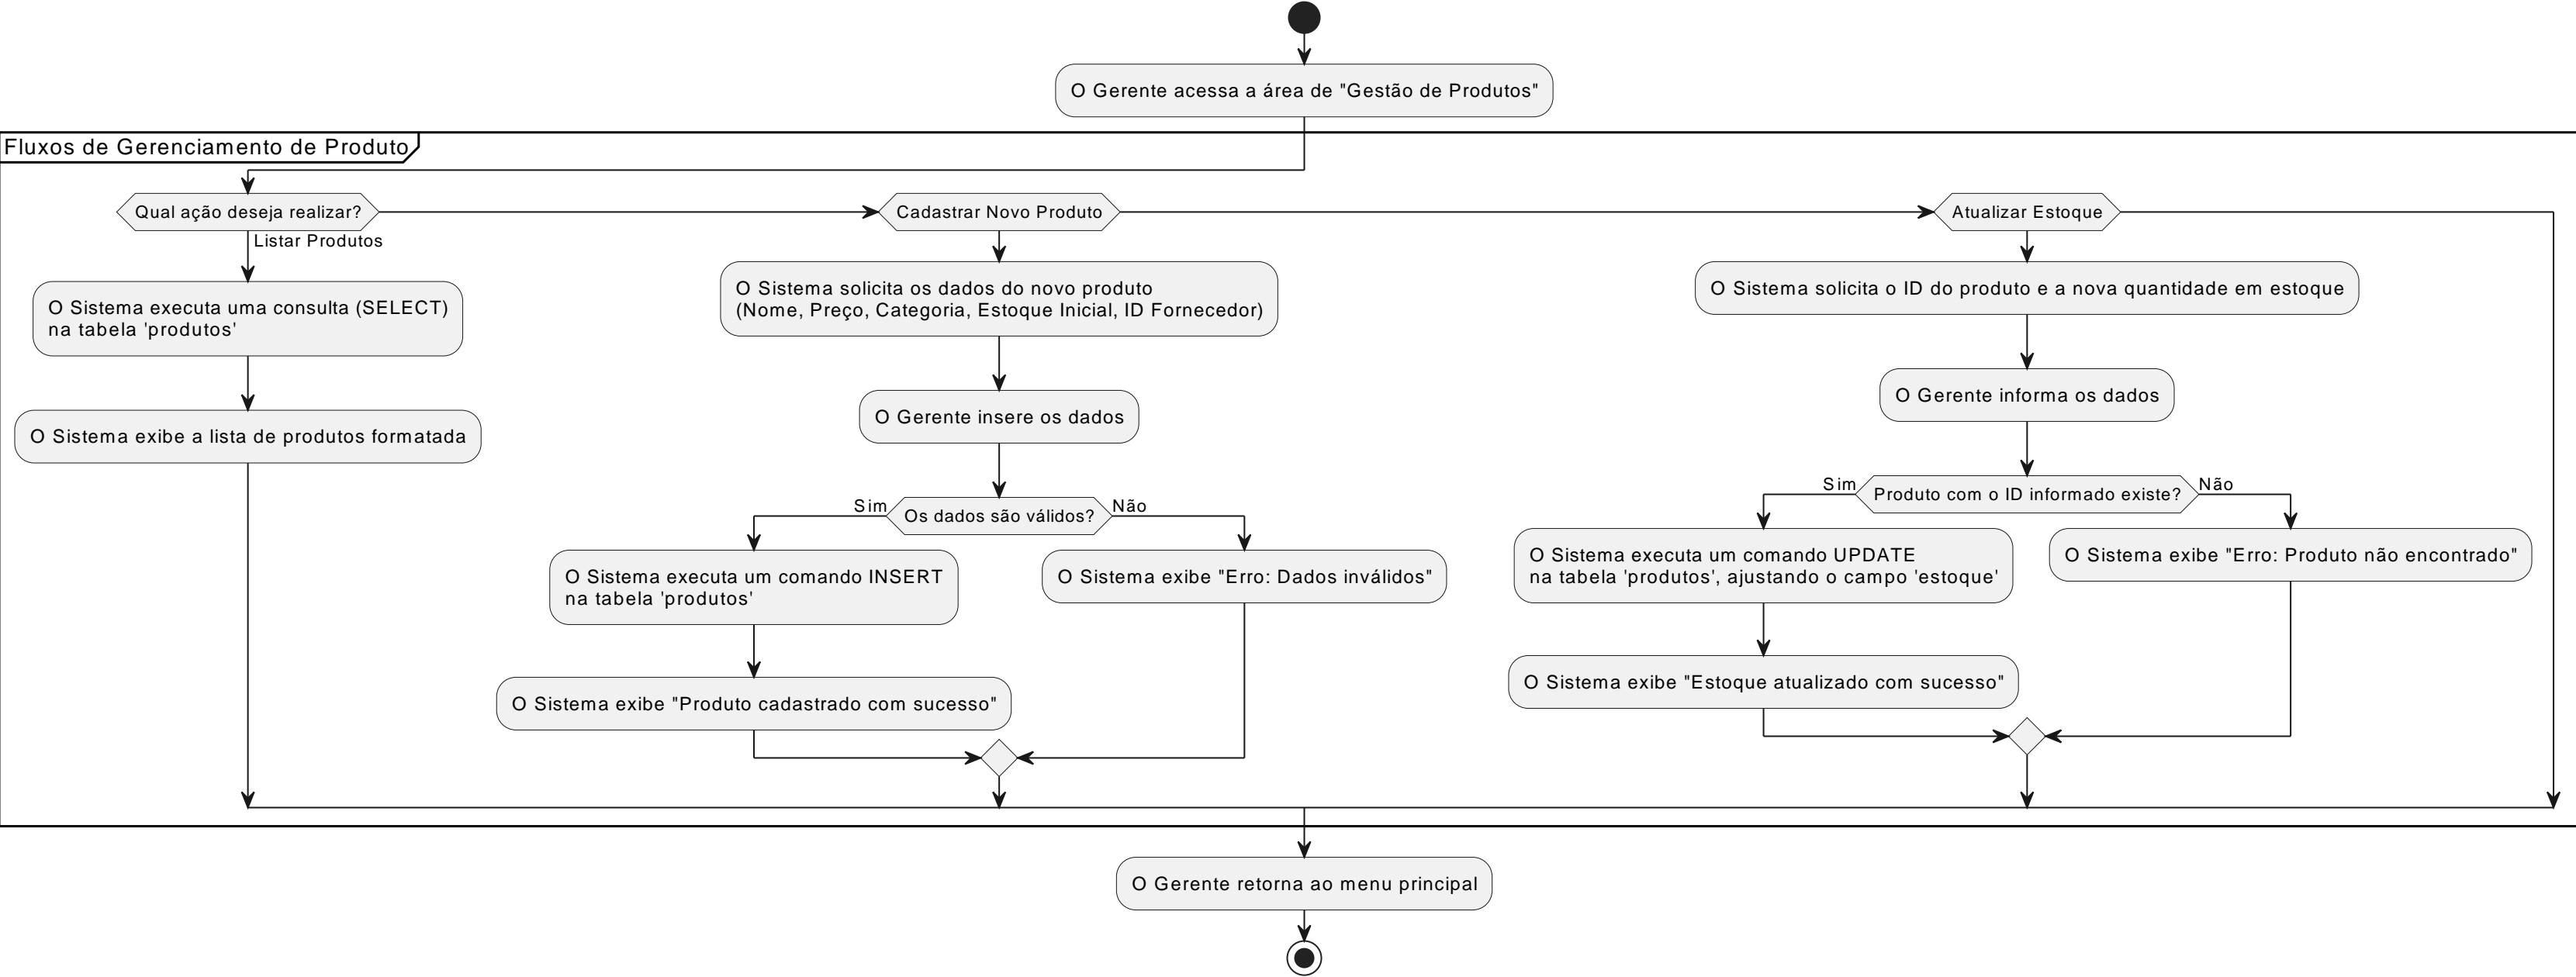 O Gerente acessa a área de "Gestão de Produtos"
Fluxos de Gerenciamento de Produto
Qual ação deseja realizar?
Listar Produtos
O Sistema executa uma consulta (SELECT)
na tabela 'produtos'
O Sistema exibe a lista de produtos formatada
Cadastrar Novo Produto
O Sistema solicita os dados do novo produto
(Nome, Preço, Categoria, Estoque Inicial, ID Fornecedor)
O Gerente insere os dados
Os dados são válidos?
Sim
Não
O Sistema executa um comando INSERT
na tabela 'produtos'
O Sistema exibe "Produto cadastrado com sucesso"
O Sistema exibe "Erro: Dados inválidos"
Atualizar Estoque
O Sistema solicita o ID do produto e a nova quantidade em estoque
O Gerente informa os dados
Produto com o ID informado existe?
Sim
Não
O Sistema executa um comando UPDATE
na tabela 'produtos', ajustando o campo 'estoque'
O Sistema exibe "Estoque atualizado com sucesso"
O Sistema exibe "Erro: Produto não encontrado"
O Gerente retorna ao menu principal